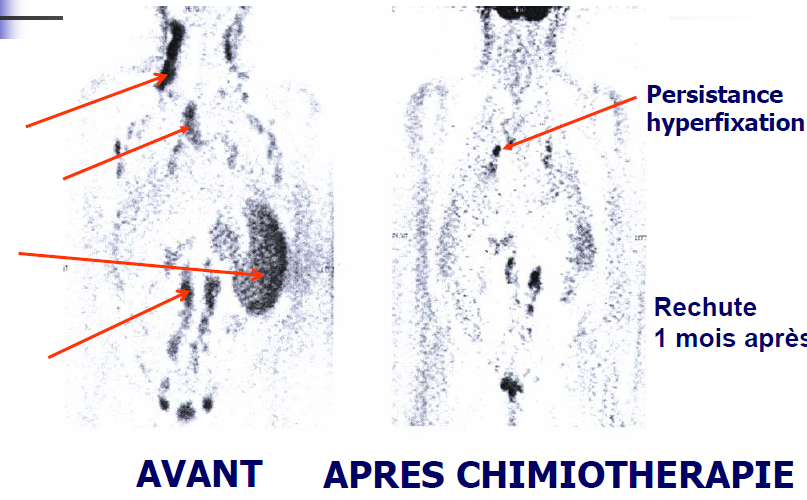 Persistance
hyperfixation
Rechute
1 mois après
AVANT
APRES CHIMIOTHERAPIE